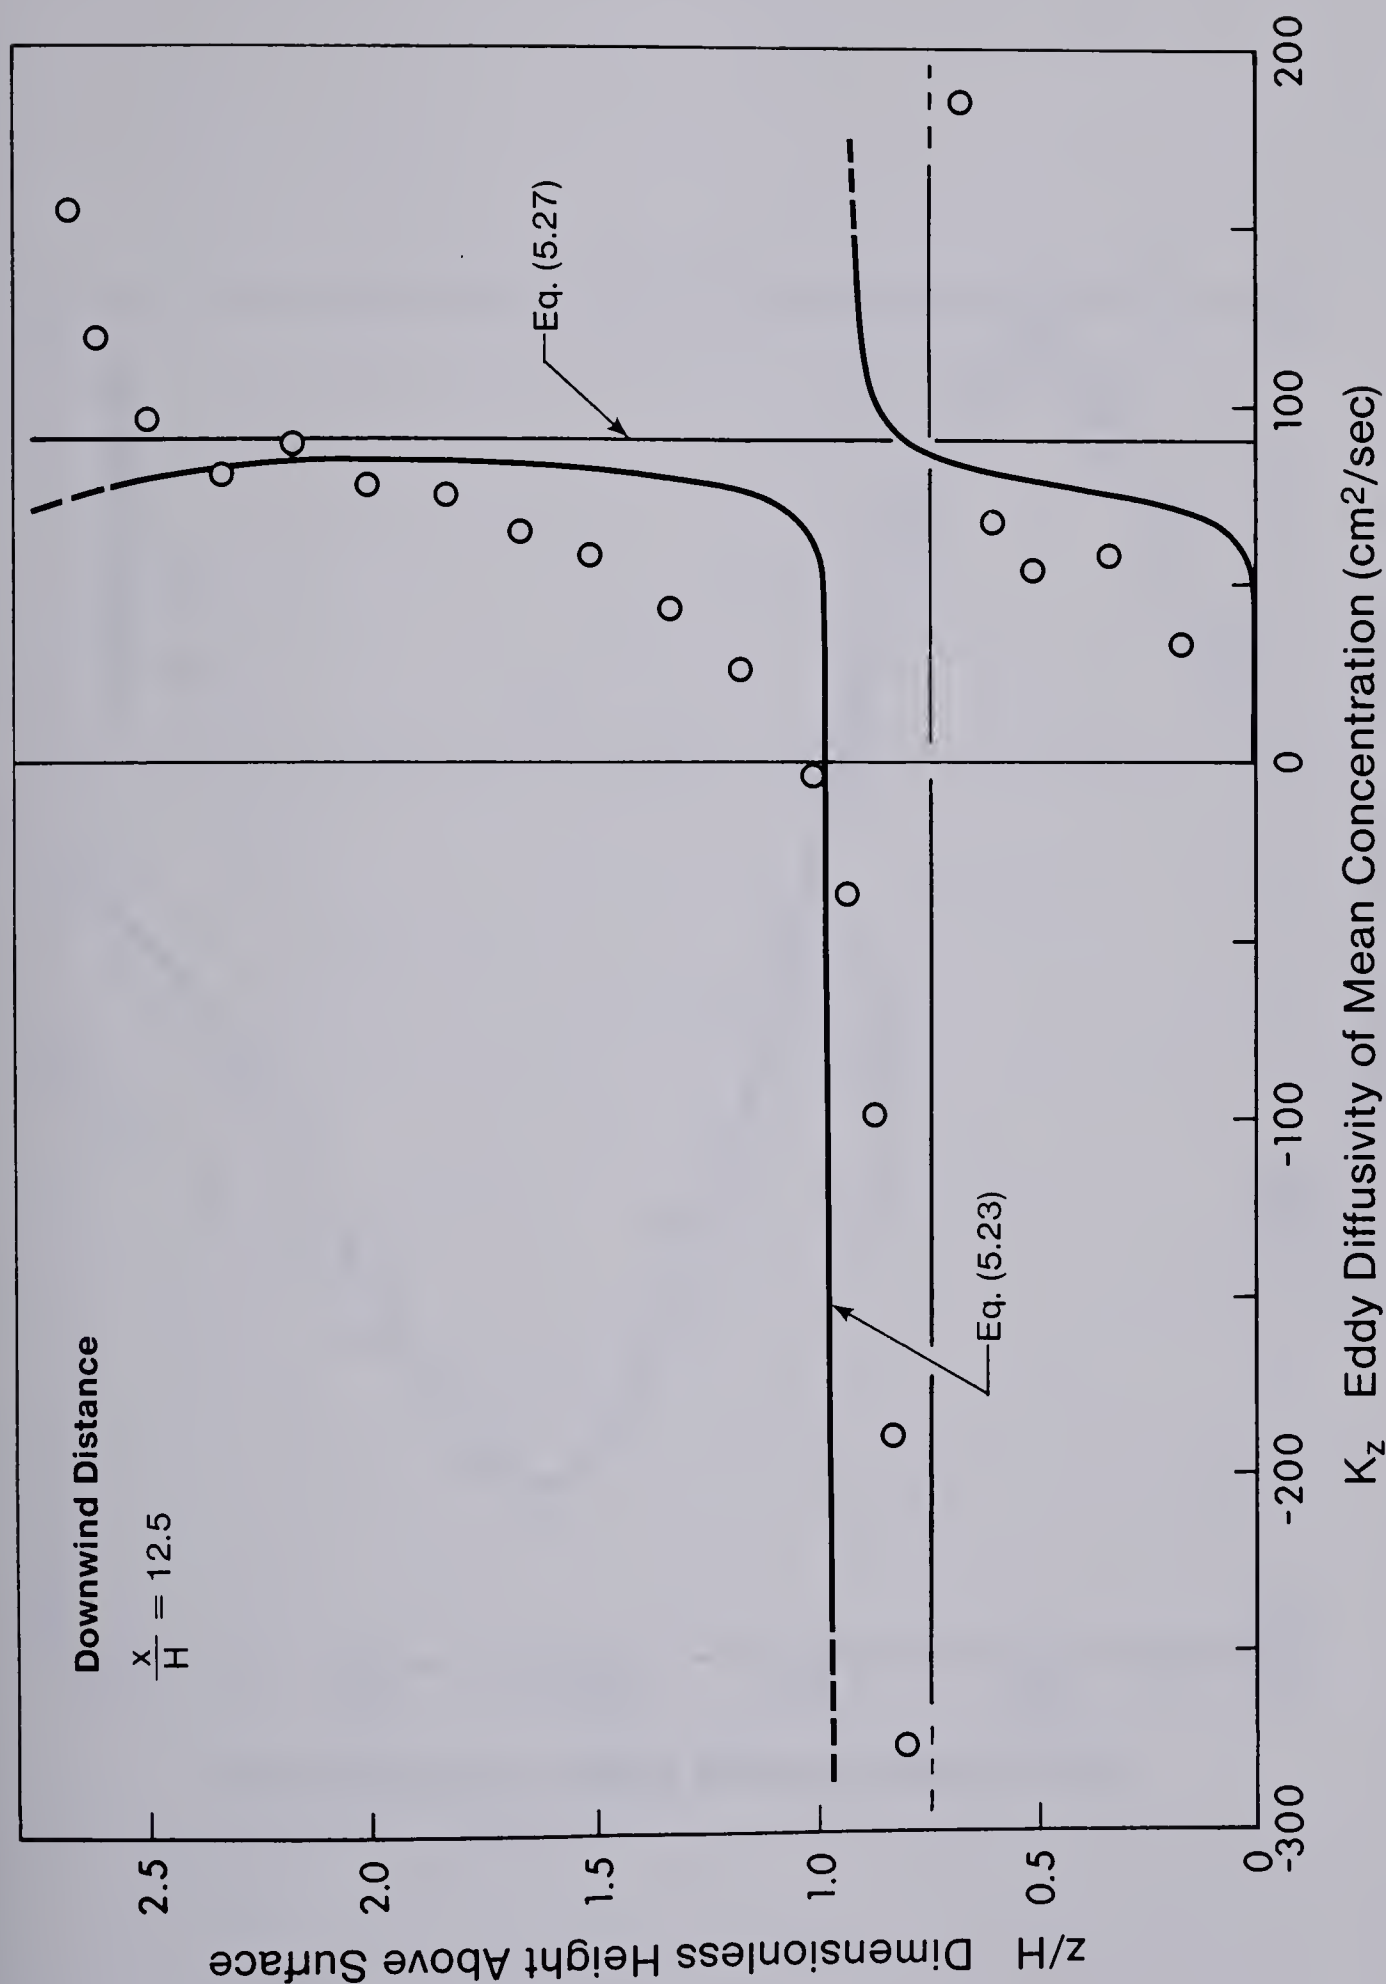 Downwind Distance
x
H
= 12.5
Eq. (5.27)
Eq. (5.23)
2.5
2.0
1.5
1.0
0.5
0
z/H Dimensionless Height Above Surface
-300
-200
-100
0
100
200
Kz Eddy Diffusivity of Mean Concentration (cm²/sec)